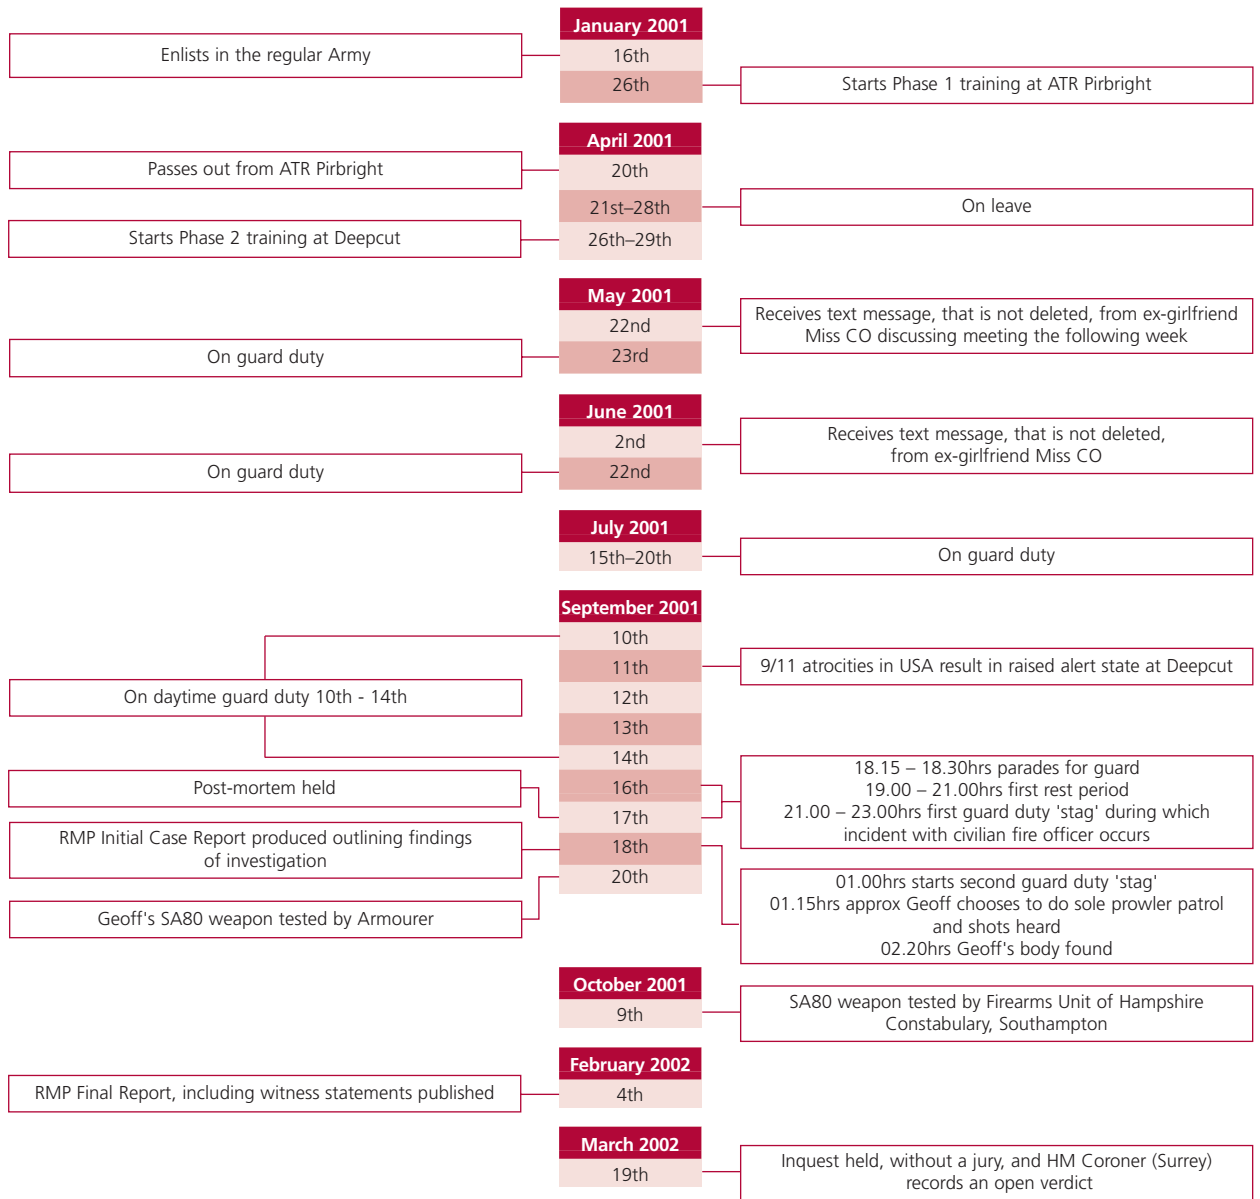 January 2001
Enlists in the regular Army
16th
26th
Starts Phase 1 training at ATR Pirbright
April 2001
Passes out from ATR Pirbright
20th
21st–28th
On leave
Starts Phase 2 training at Deepcut
26th–29th
May 2001
22nd
Receives text message, that is not deleted, from ex-girlfriend
Miss CO discussing meeting the following week
On guard duty
23rd
June 2001
2nd
Receives text message, that is not deleted,
from ex-girlfriend Miss CO
On guard duty
22nd
July 2001
15th–20th
On guard duty
September 2001
10th
11th
9/11 atrocities in USA result in raised alert state at Deepcut
On daytime guard duty 10th - 14th
12th
13th
14th
16th
18.15 – 18.30hrs parades for guard
19.00 – 21.00hrs first rest period
21.00 – 23.00hrs first guard duty 'stag' during which
incident with civilian fire officer occurs
Post-mortem held
17th
RMP Initial Case Report produced outlining findings
of investigation
18th
01.00hrs starts second guard duty 'stag'
01.15hrs approx Geoff chooses to do sole prowler patrol
and shots heard
02.20hrs Geoff's body found
20th
Geoff's SA80 weapon tested by Armourer
October 2001
9th
SA80 weapon tested by Firearms Unit of Hampshire
Constabulary, Southampton
February 2002
RMP Final Report, including witness statements published
4th
March 2002
19th
Inquest held, without a jury, and HM Coroner (Surrey)
records an open verdict